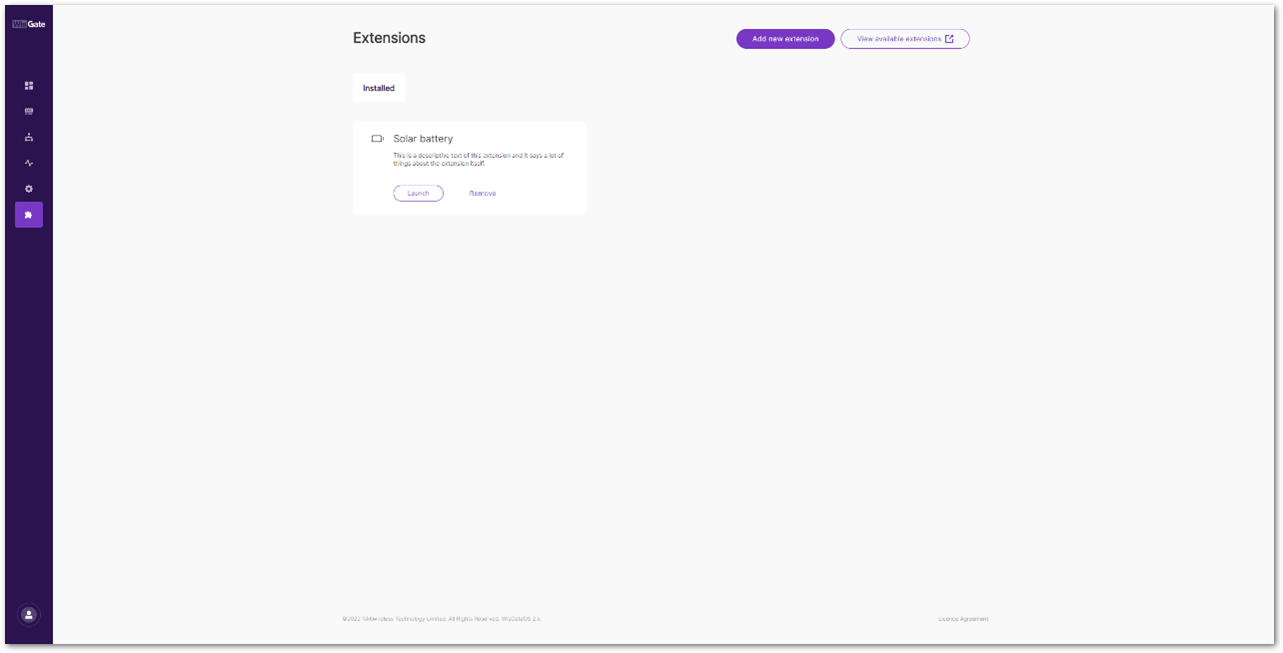 WisGate
Extensions
Add new extension
View available extensions
Installed
Solar battery
This is a descriptive text of this extension and it says a lot of
things about the extension itself.
Launch
Remove
©2022 RAKwireless Technology Limited. All Rights Reserved. WisGateOS 2.x.
Licence Agreement